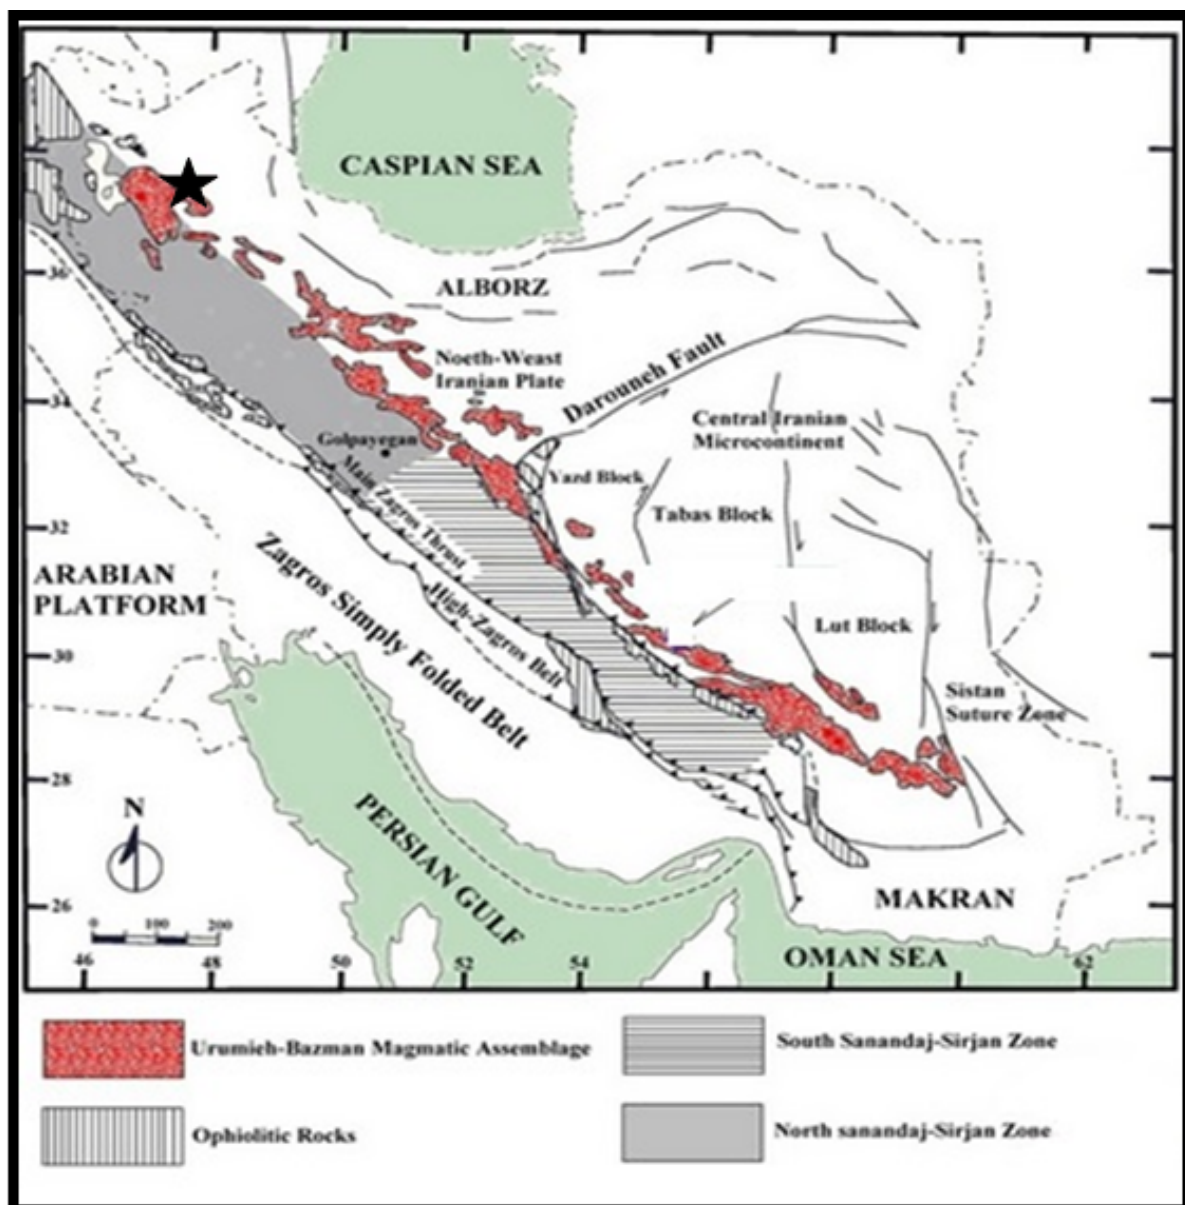 CASPIAN SEA
36
ALBORZ
Noeth-Weast
Iranian Plate
Darouneh Fault
34
Central Iranian
Microcontinent
Golpayegan
Main Zagros Thrust
Yazd Block
Tabas Block
32
Zagros Simply Folded Belt
ARABIAN
PLATFORM
High-Zagros Belt
Lut Block
30
Sistan
Suture Zone
28
N
PERSIAN GULF
MAKRAN
26
0 100 200
OMAN SEA
46 48 50 52 54 62
Urumieh-Bazman Magmatic Assemblage
South Sanandaj-Sirjan Zone
Ophiolitic Rocks
North sanandaj-Sirjan Zone